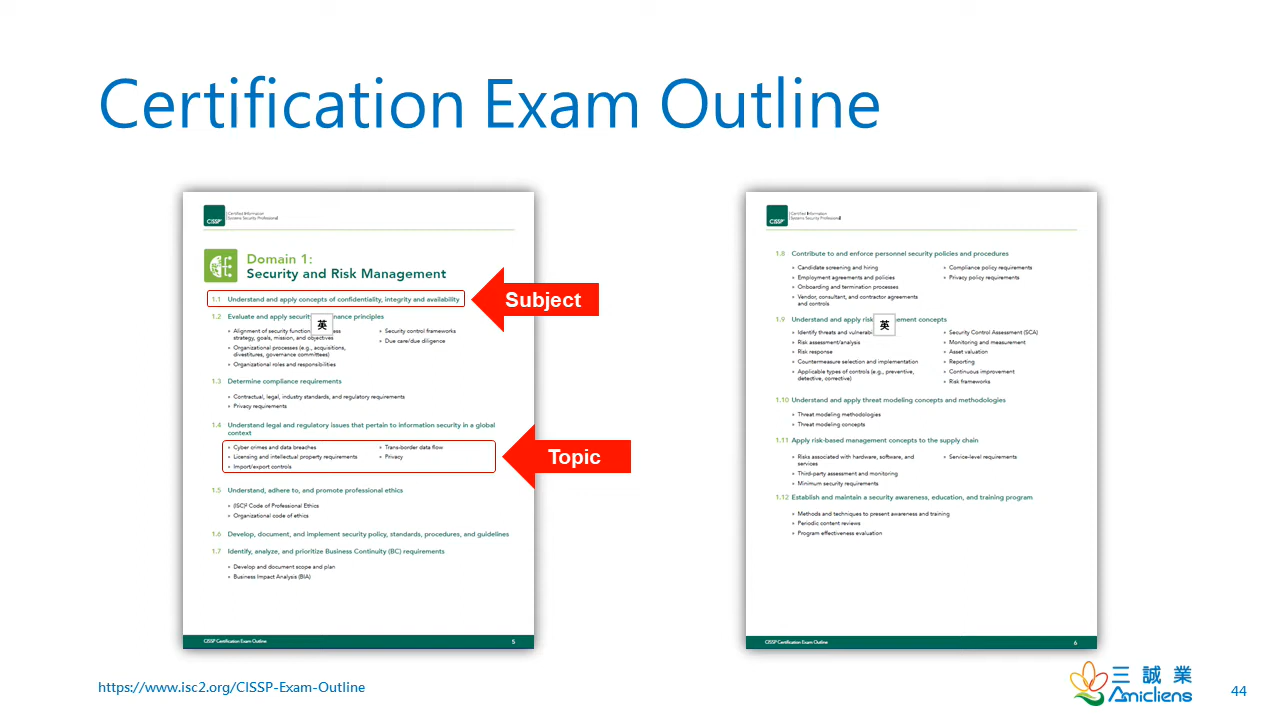 Certification Exam Outline
CISSP
Certified Information
Systems Security Professional
Domain 1:
Security and Risk Management
1.1 Understand and apply concepts of confidentiality, integrity and availability
Subject
1.2 Evaluate and apply security
nance principles
英
• Alignment of security function
ss
strategy, goals, mission, and objectives
• Organizational processes (e.g., acquisitions,
divestitures, governance committees)
• Organizational roles and responsibilities
• Security control frameworks
• Due care/due diligence
1.3 Determine compliance requirements
• Contractual, legal, industry standards, and regulatory requirements
• Privacy requirements
1.4 Understand legal and regulatory issues that pertain to information security in a global
context
• Cyber crimes and data breaches
• Licensing and intellectual property requirements
• Import/export controls
• Trans-border data flow
• Privacy
Topic
1.5 Understand, adhere to, and promote professional ethics
• (ISC)² Code of Professional Ethics
• Organizational code of ethics
1.6 Develop, document, and implement security policy, standards, procedures, and guidelines
1.7 Identify, analyze, and prioritize Business Continuity (BC) requirements
• Develop and document scope and plan
• Business Impact Analysis (BIA)
CISSP Certification Exam Outline 5
CISSP
Certified Information
Systems Security Professional
1.8 Contribute to and enforce personnel security policies and procedures
• Candidate screening and hiring
• Employment agreements and policies
• Onboarding and termination processes
• Vendor, consultant, and contractor agreements
and controls
• Compliance policy requirements
• Privacy policy requirements
1.9 Understand and apply risk
ement concepts
英
• Identify threats and vulnerab
• Risk assessment/analysis
• Risk response
• Countermeasure selection and implementation
• Applicable types of controls (e.g., preventive,
detective, corrective)
• Security Control Assessment (SCA)
• Monitoring and measurement
• Asset valuation
• Reporting
• Continuous improvement
• Risk frameworks
1.10 Understand and apply threat modeling concepts and methodologies
• Threat modeling methodologies
• Threat modeling concepts
1.11 Apply risk-based management concepts to the supply chain
• Risks associated with hardware, software, and
services
• Third-party assessment and monitoring
• Minimum security requirements
• Service-level requirements
1.12 Establish and maintain a security awareness, education, and training program
• Methods and techniques to present awareness and training
• Periodic content reviews
• Program effectiveness evaluation
CISSP Certification Exam Outline 6
https://www.isc2.org/CISSP-Exam-Outline
三誠業
Amicliens
44